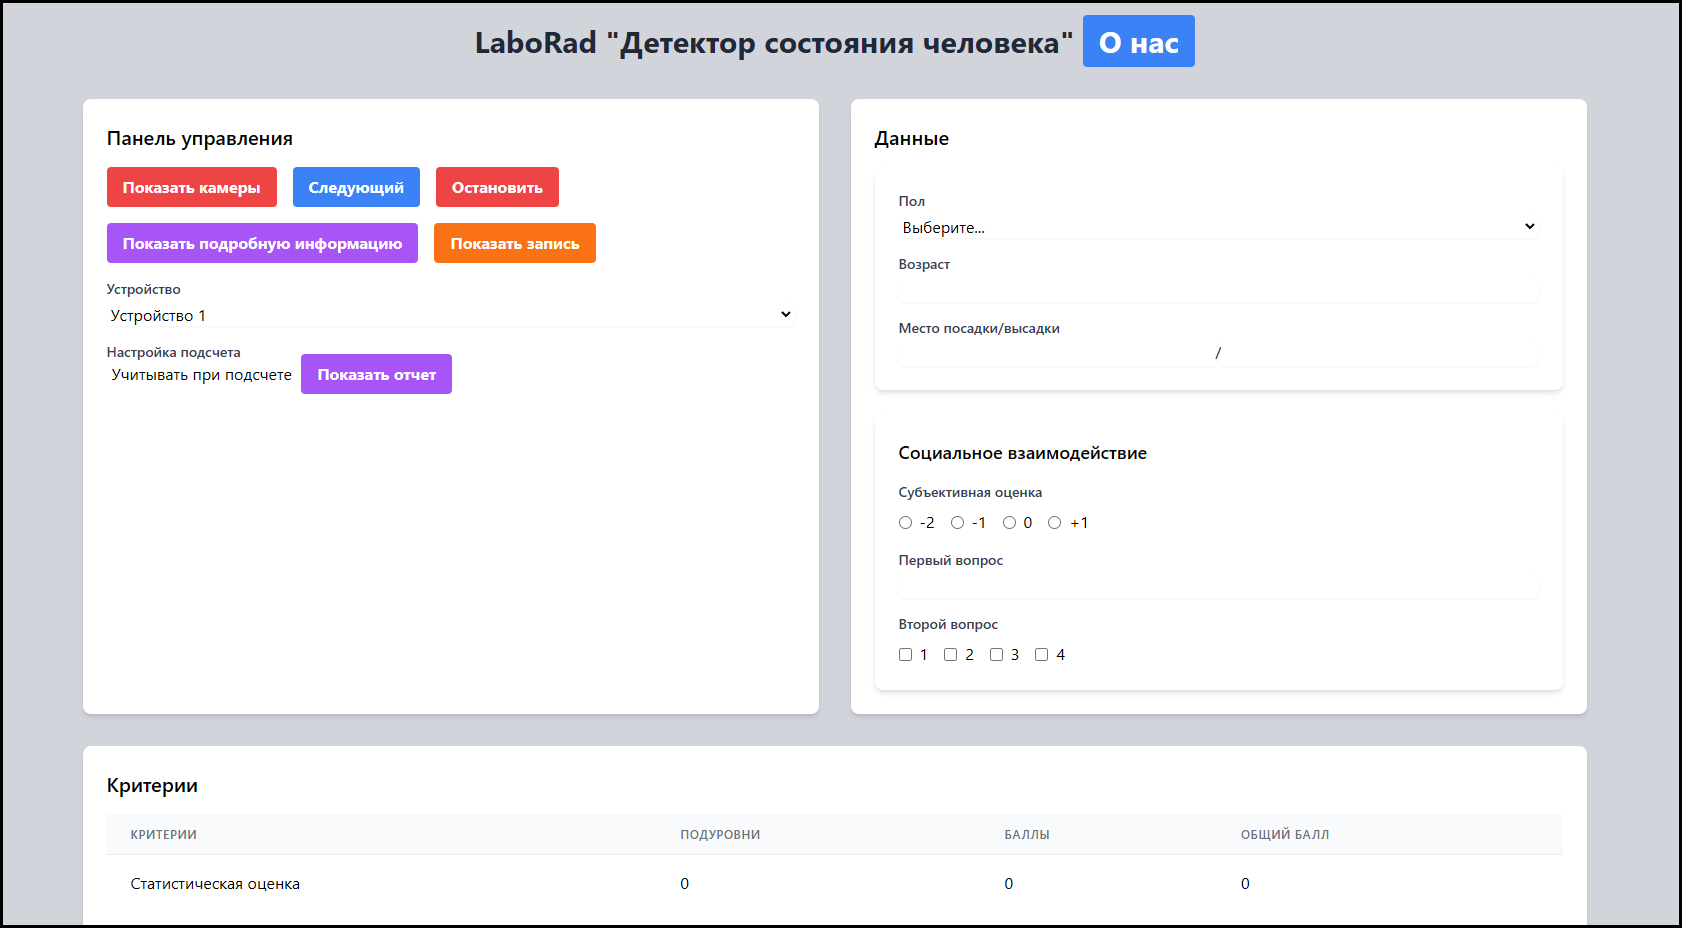 LaboRad "Детектор состояния человека" О нас
Панель управления
Показать камеры Следующий Остановить
Показать подробную информацию Показать запись
Устройство
Устройство 1
Настройка подсчета
Учитывать при подсчете Показать отчет
Данные
Пол
Выберите...
Возраст
Место посадки/высадки
/
Социальное взаимодействие
Субъективная оценка
-2 -1 0 +1
Первый вопрос
Второй вопрос
1 2 3 4
Критерии
КРИТЕРИИ ПОДУРОВНИ БАЛЛЫ ОБЩИЙ БАЛЛ
Статистическая оценка 0 0 0